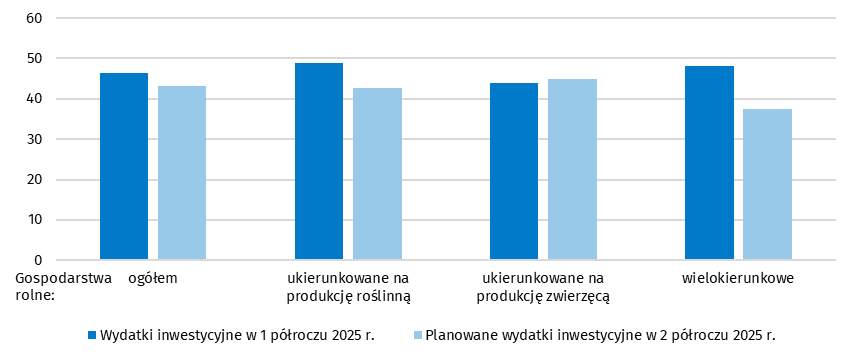 60
50
40
30
20
10
0
Gospodarstwa rolne:
ogółem
ukierunkowane na
produkcję roślinną
ukierunkowane na
produkcję zwierzęcą
wielokierunkowe
Wydatki inwestycyjne w 1 półroczu 2025 r.
Planowane wydatki inwestycyjne w 2 półroczu 2025 r.